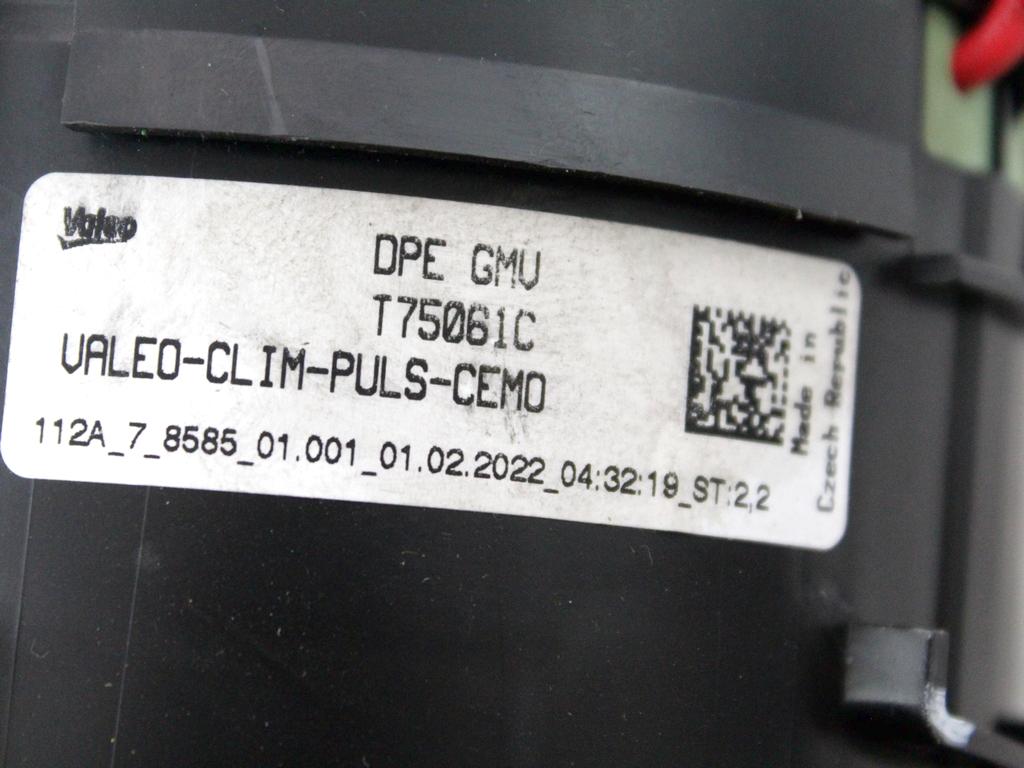 Valeo
DPE GMV
T75061C
VALEO-CLIM-PULS-CEMO
112A_7_8585_01.001_01.02.2022_04:32:19_ST:2,2
Made in
Czech Republic